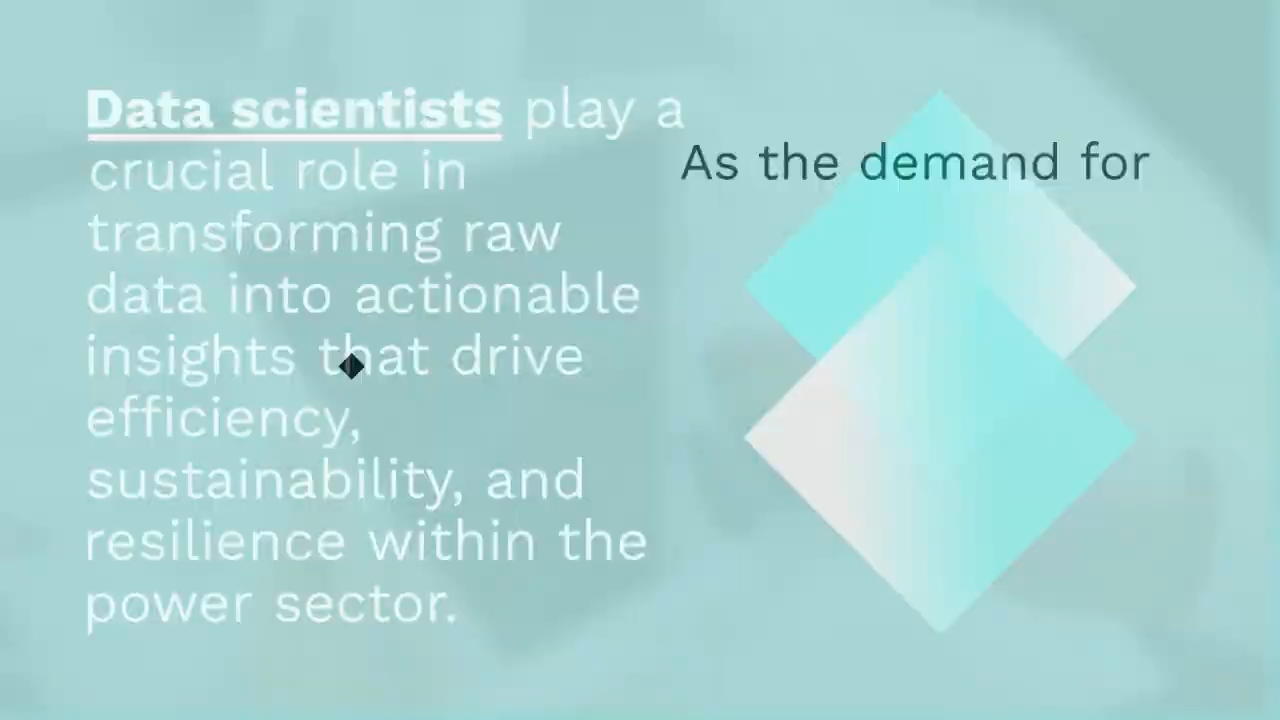 Data scientists play a
crucial role in
transforming raw
data into actionable
insights that drive
efficiency,
sustainability, and
resilience within the
power sector.
As the demand for